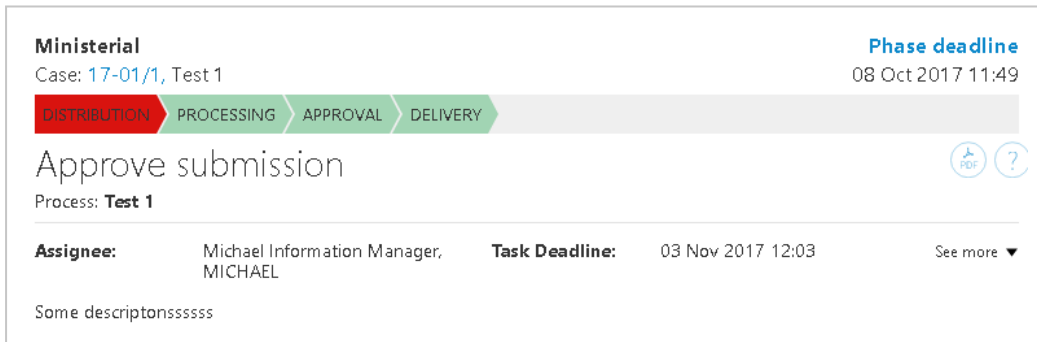 Ministerial
Phase deadline
Case: 17-01/1, Test 1
08 Oct 2017 11:49
DISTRIBUTION PROCESSING APPROVAL DELIVERY
Approve submission
PDF ?
Process: Test 1
Assignee: Michael Information Manager, Task Deadline: 03 Nov 2017 12:03 See more ▼
MICHAEL
Some descriptonssssss